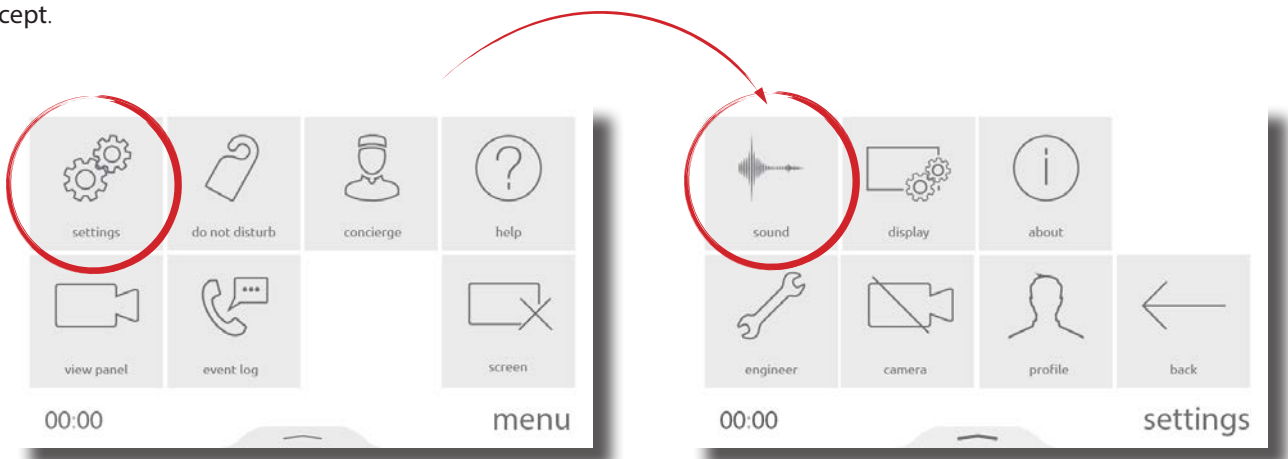 cept.
settings do not disturb concierge help
view panel event log screen
00:00 menu
sound display about
engineer camera profile back
00:00 settings